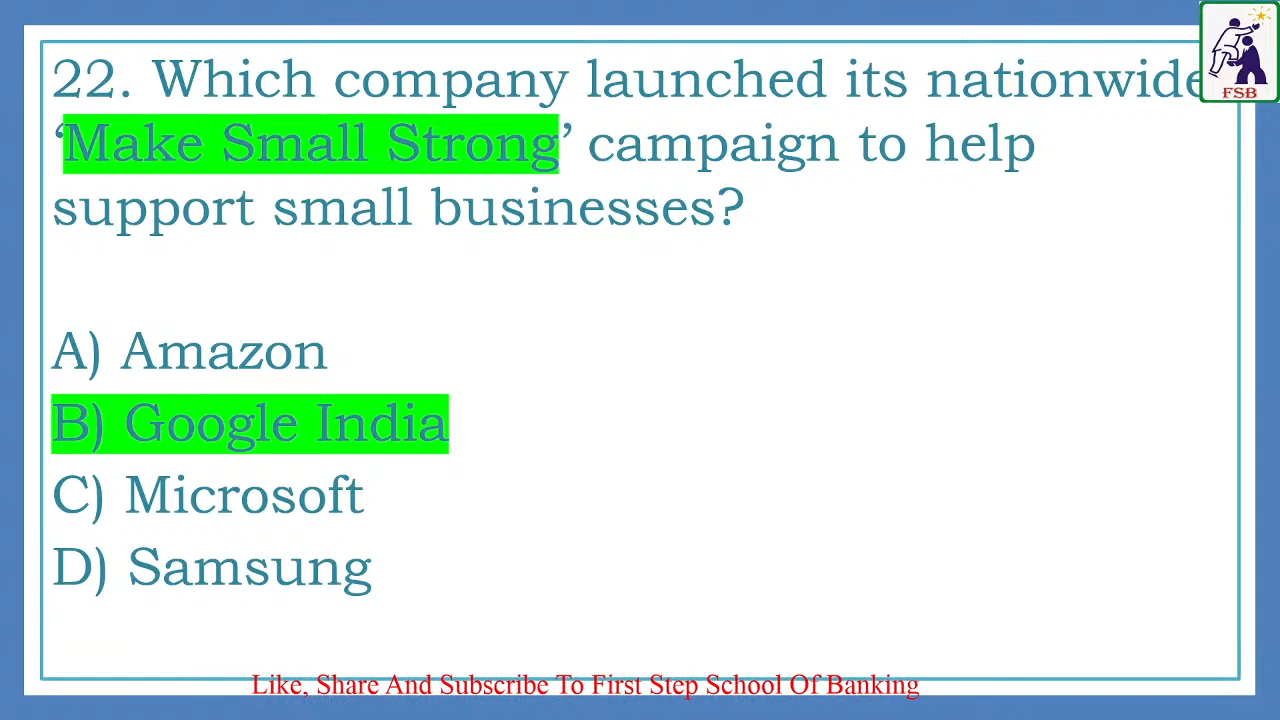 22. Which company launched its nationwide
‘Make Small Strong’ campaign to help
support small businesses?
A) Amazon
B) Google India
C) Microsoft
D) Samsung
FSB
Like, Share And Subscribe To First Step School Of Banking